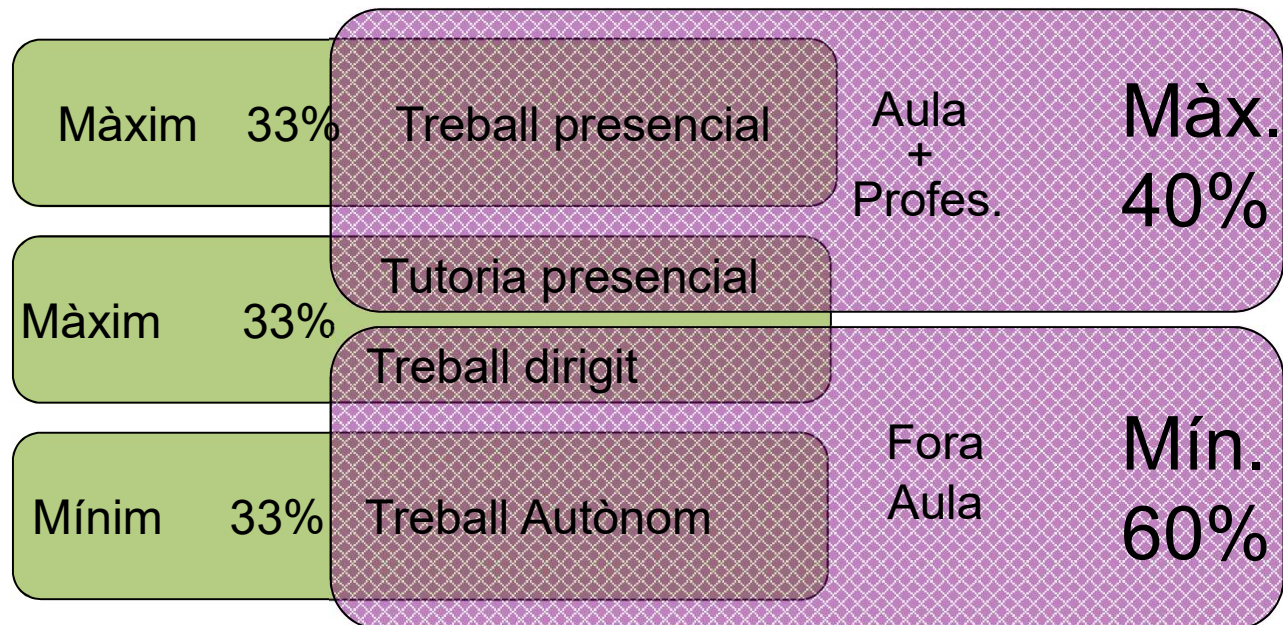 Màxim 33% Treball presencial
Aula
+
Profes.
Màx.
40%
Tutoria presencial
Màxim 33%
Treball dirigit
Mínim 33% Treball Autònom
Fora
Aula
Mín.
60%